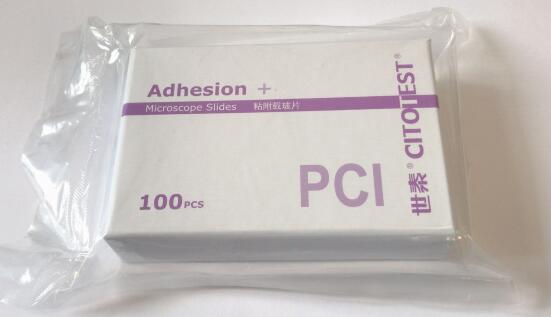 Adhesion +
Microscope Slides 粘附载玻片
100PCS
PCI
世泰® CITOTEST®